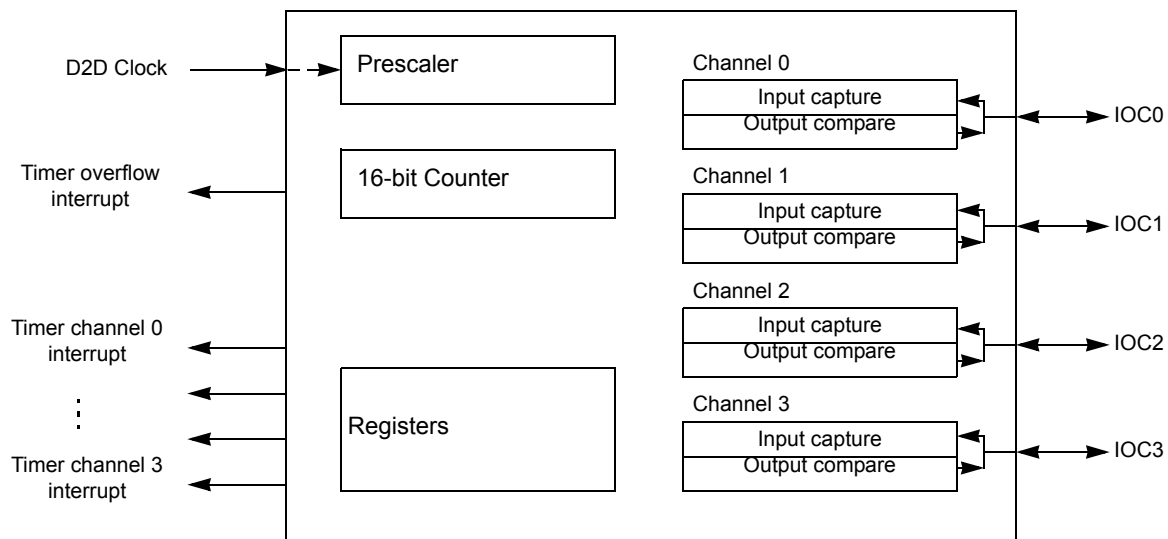 D2D Clock
Timer overflow
interrupt
Timer channel 0
interrupt
Timer channel 3
interrupt
Prescaler
16-bit Counter
Registers
Channel 0
Input capture
Output compare
Channel 1
Input capture
Output compare
Channel 2
Input capture
Output compare
Channel 3
Input capture
Output compare
IOC0
IOC1
IOC2
IOC3